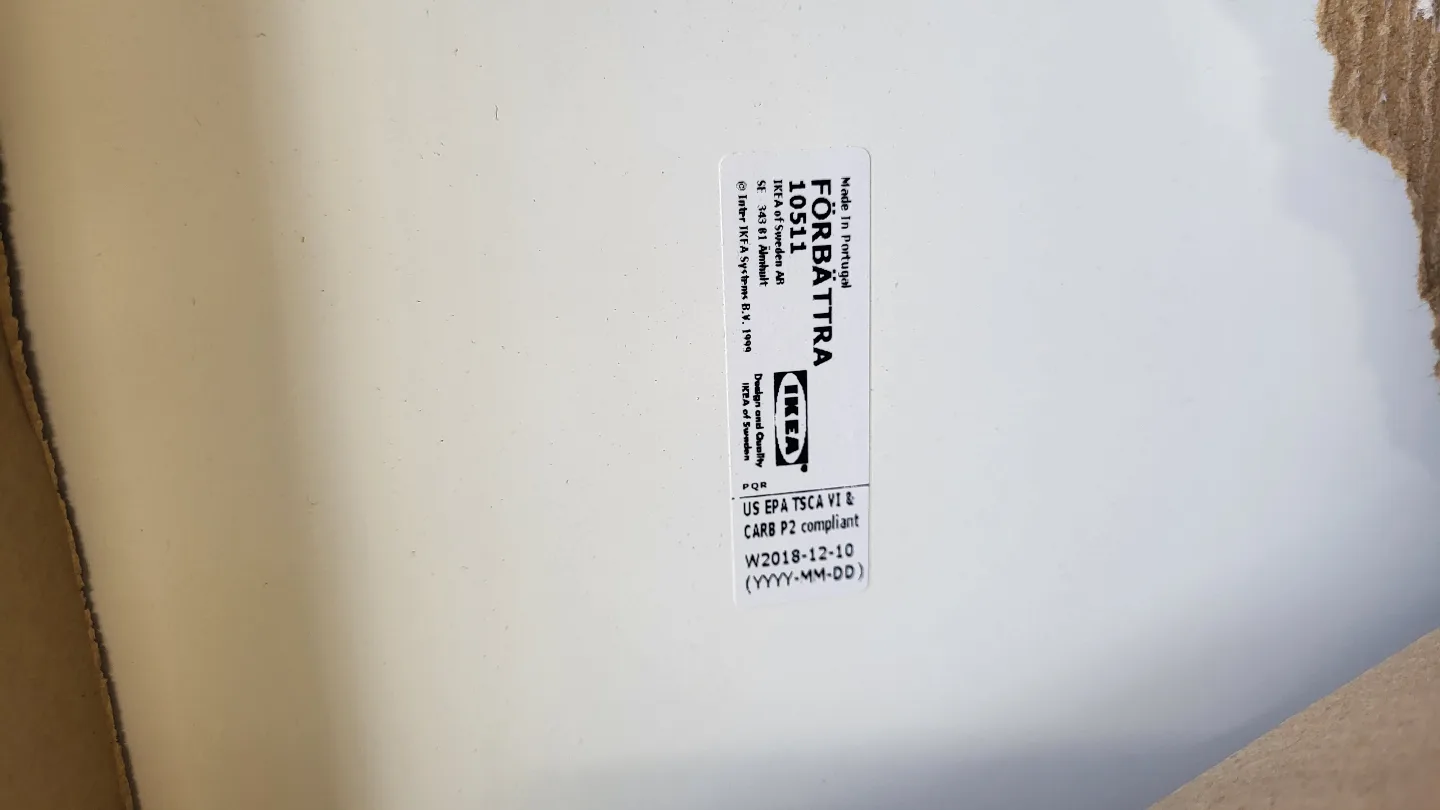 Made In Portugal
FÖRBÄTTRA
10511
IKEA of Sweden AB
SE 343 81 Älmhult
© Inter IKEA Systems B.V. 1999
IKEA®
Design and Quality
IKEA of Sweden
PQR
US EPA TSCA VI &
CARB P2 compliant
W2018-12-10
(YYYY-MM-DD)